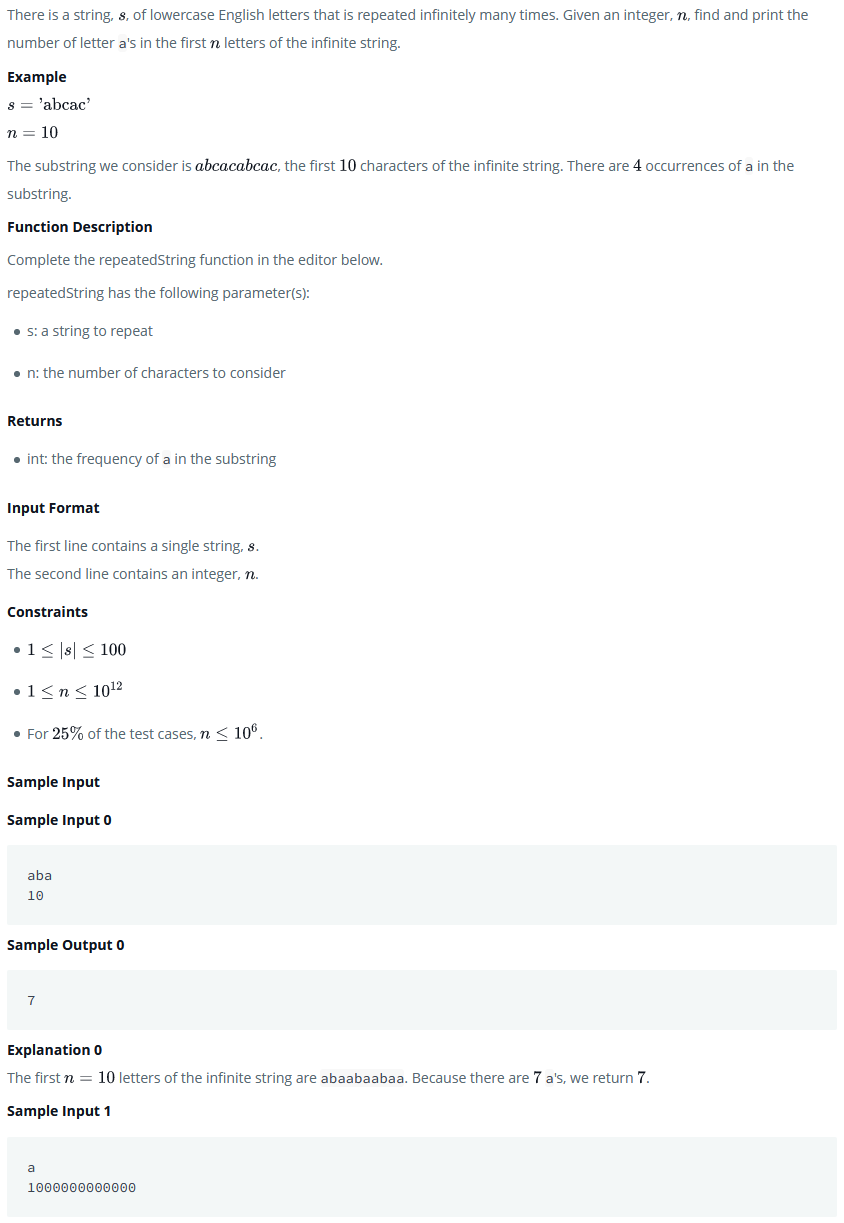 There is a string, s, of lowercase English letters that is repeated infinitely many times. Given an integer, n, find and print the
number of letter a's in the first n letters of the infinite string.
Example
s = 'abcac'
n = 10
The substring we consider is abcacabcac, the first 10 characters of the infinite string. There are 4 occurrences of a in the
substring.
Function Description
Complete the repeatedString function in the editor below.
repeatedString has the following parameter(s):
• s: a string to repeat
• n: the number of characters to consider
Returns
• int: the frequency of a in the substring
Input Format
The first line contains a single string, s.
The second line contains an integer, n.
Constraints
• 1 ≤ |s| ≤ 100
• 1 ≤ n ≤ 10¹²
• For 25% of the test cases, n ≤ 10⁶.
Sample Input
Sample Input 0
aba
10
Sample Output 0
7
Explanation 0
The first n = 10 letters of the infinite string are abaabaabaa. Because there are 7 a's, we return 7.
Sample Input 1
a
1000000000000